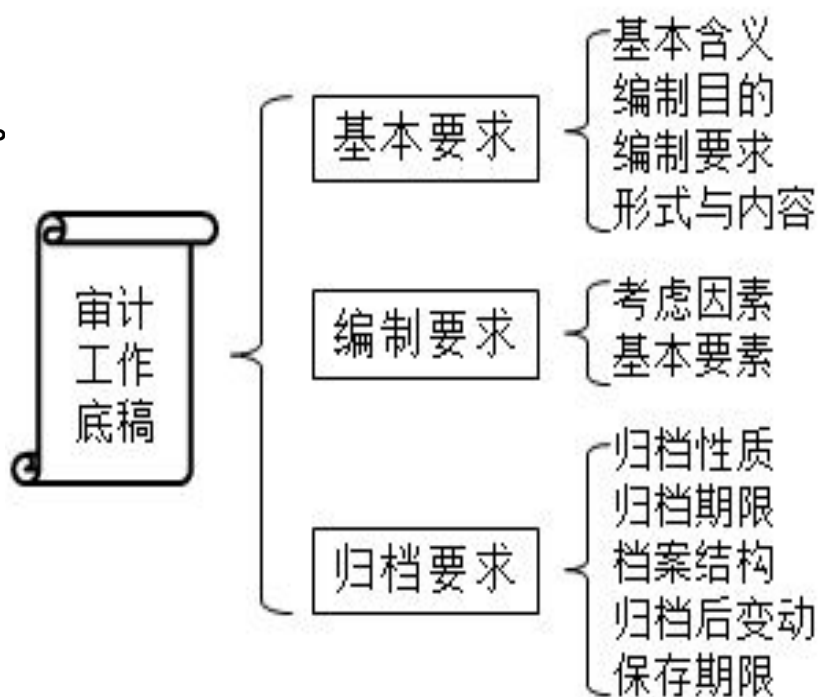 。
审计
工作
底稿
基本要求
基本含义
编制目的
编制要求
形式与内容
编制要求
考虑因素
基本要素
归档要求
归档性质
归档期限
档案结构
归档后变动
保存期限